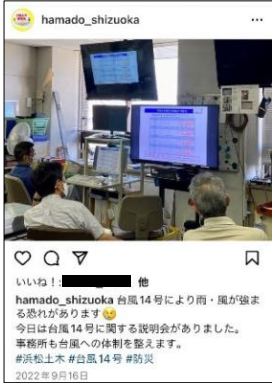 hamado_shizuoka
いいね！: 他
hamado_shizuoka 台風14号により雨・風が強ま
る恐れがあります😢
今日は台風14号に関する説明会がありました。
事務所も台風への体制を整えます。
#浜松土木 #台風14号 #防災
2022年9月16日